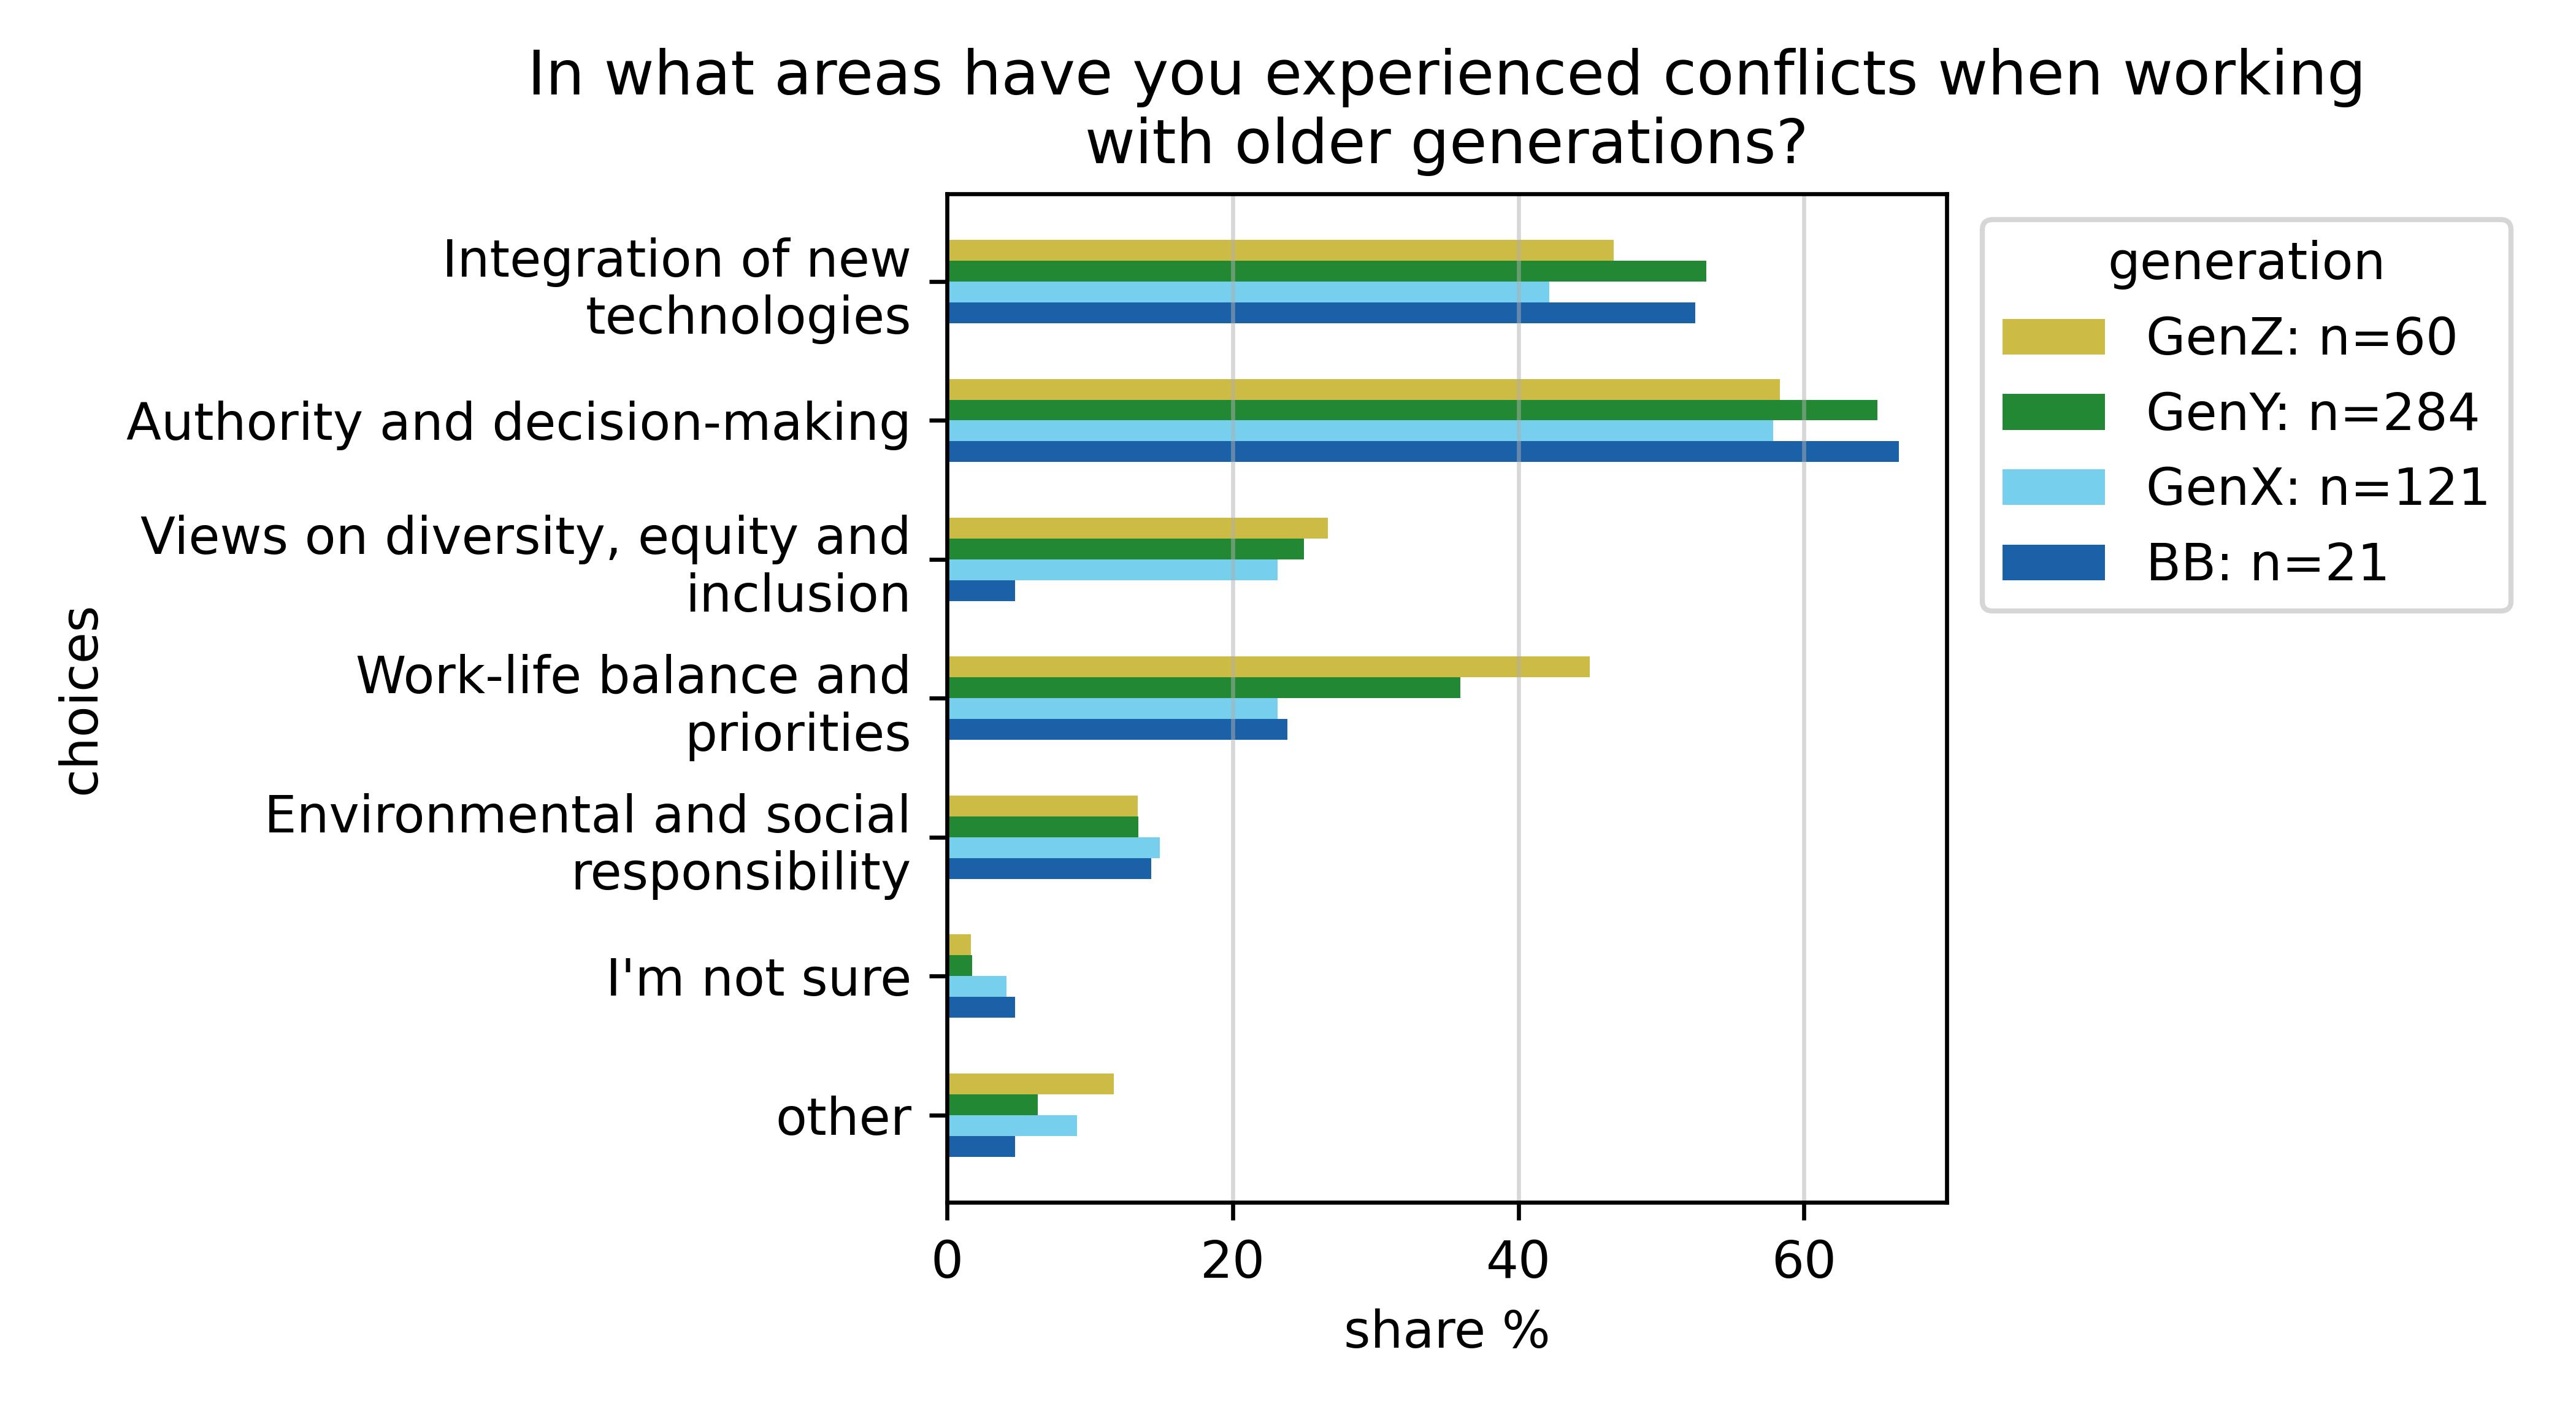 In what areas have you experienced conflicts when working
with older generations?
Integration of new
technologies
Authority and decision-making
Views on diversity, equity and
inclusion
Work-life balance and
priorities
Environmental and social
responsibility
I'm not sure
other
choices
0 20 40 60
share %
generation
GenZ: n=60
GenY: n=284
GenX: n=121
BB: n=21